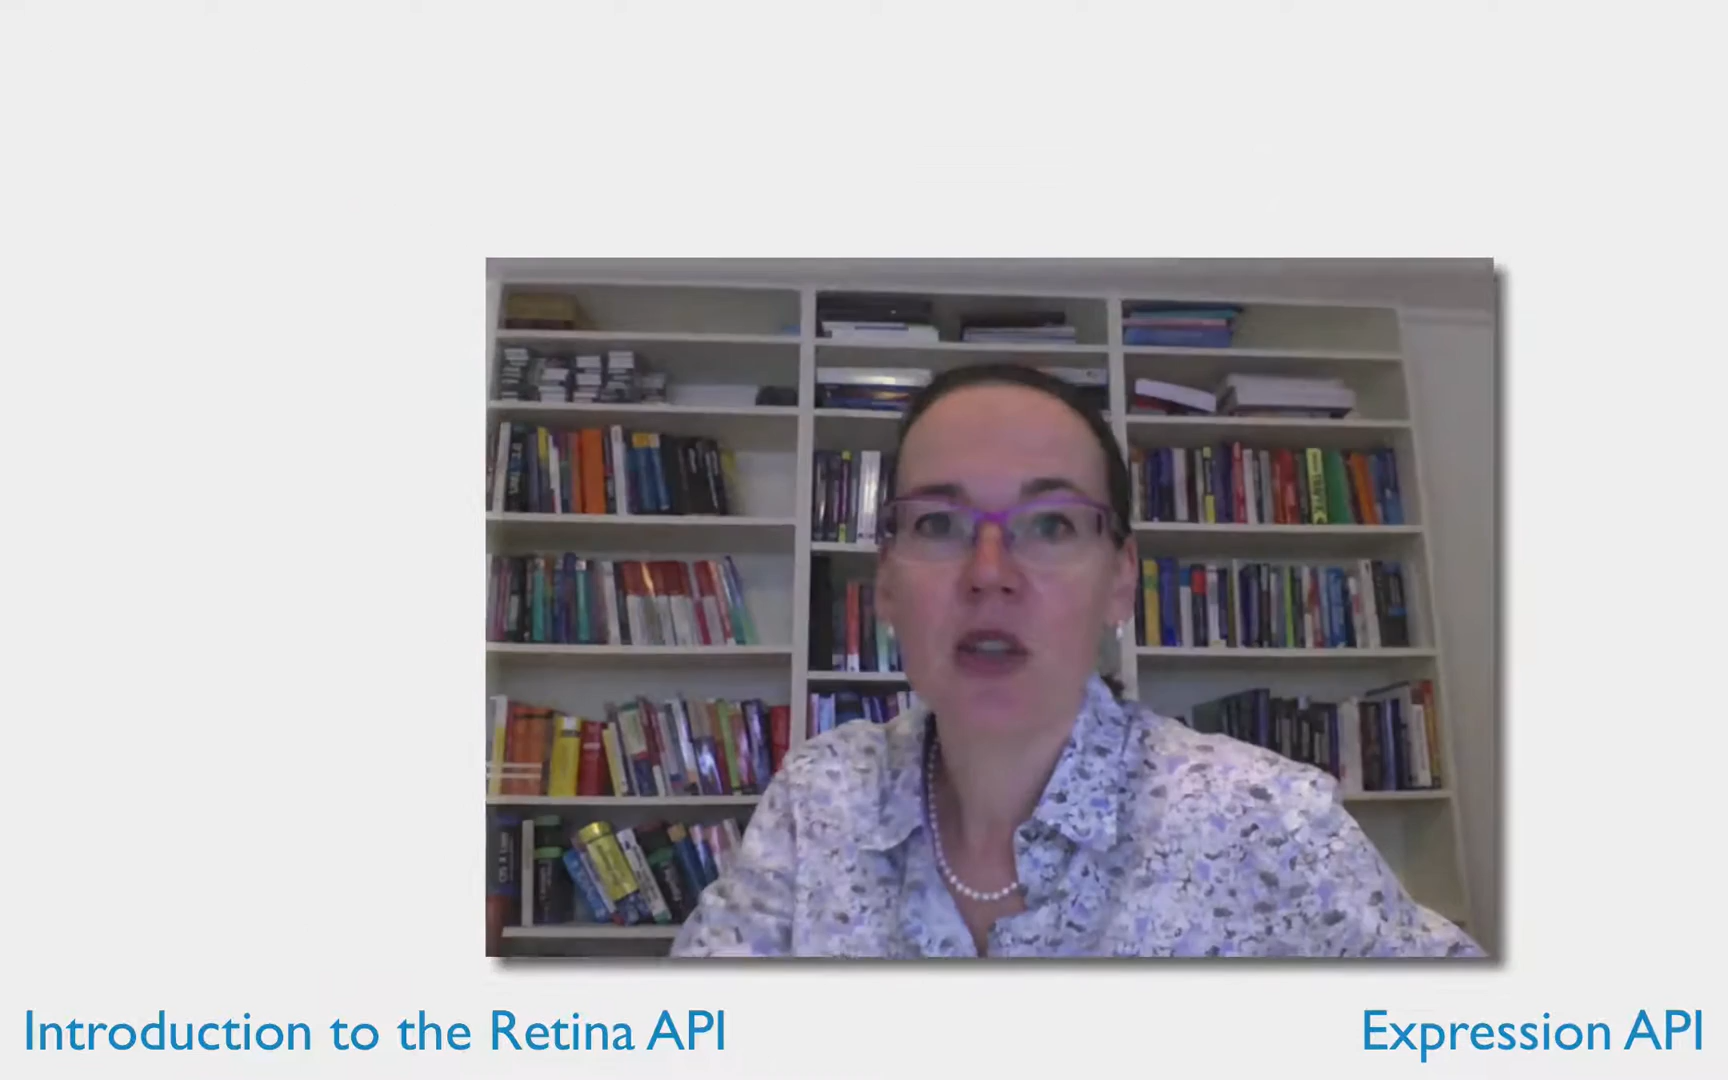 Introduction to the Retina API
Expression API